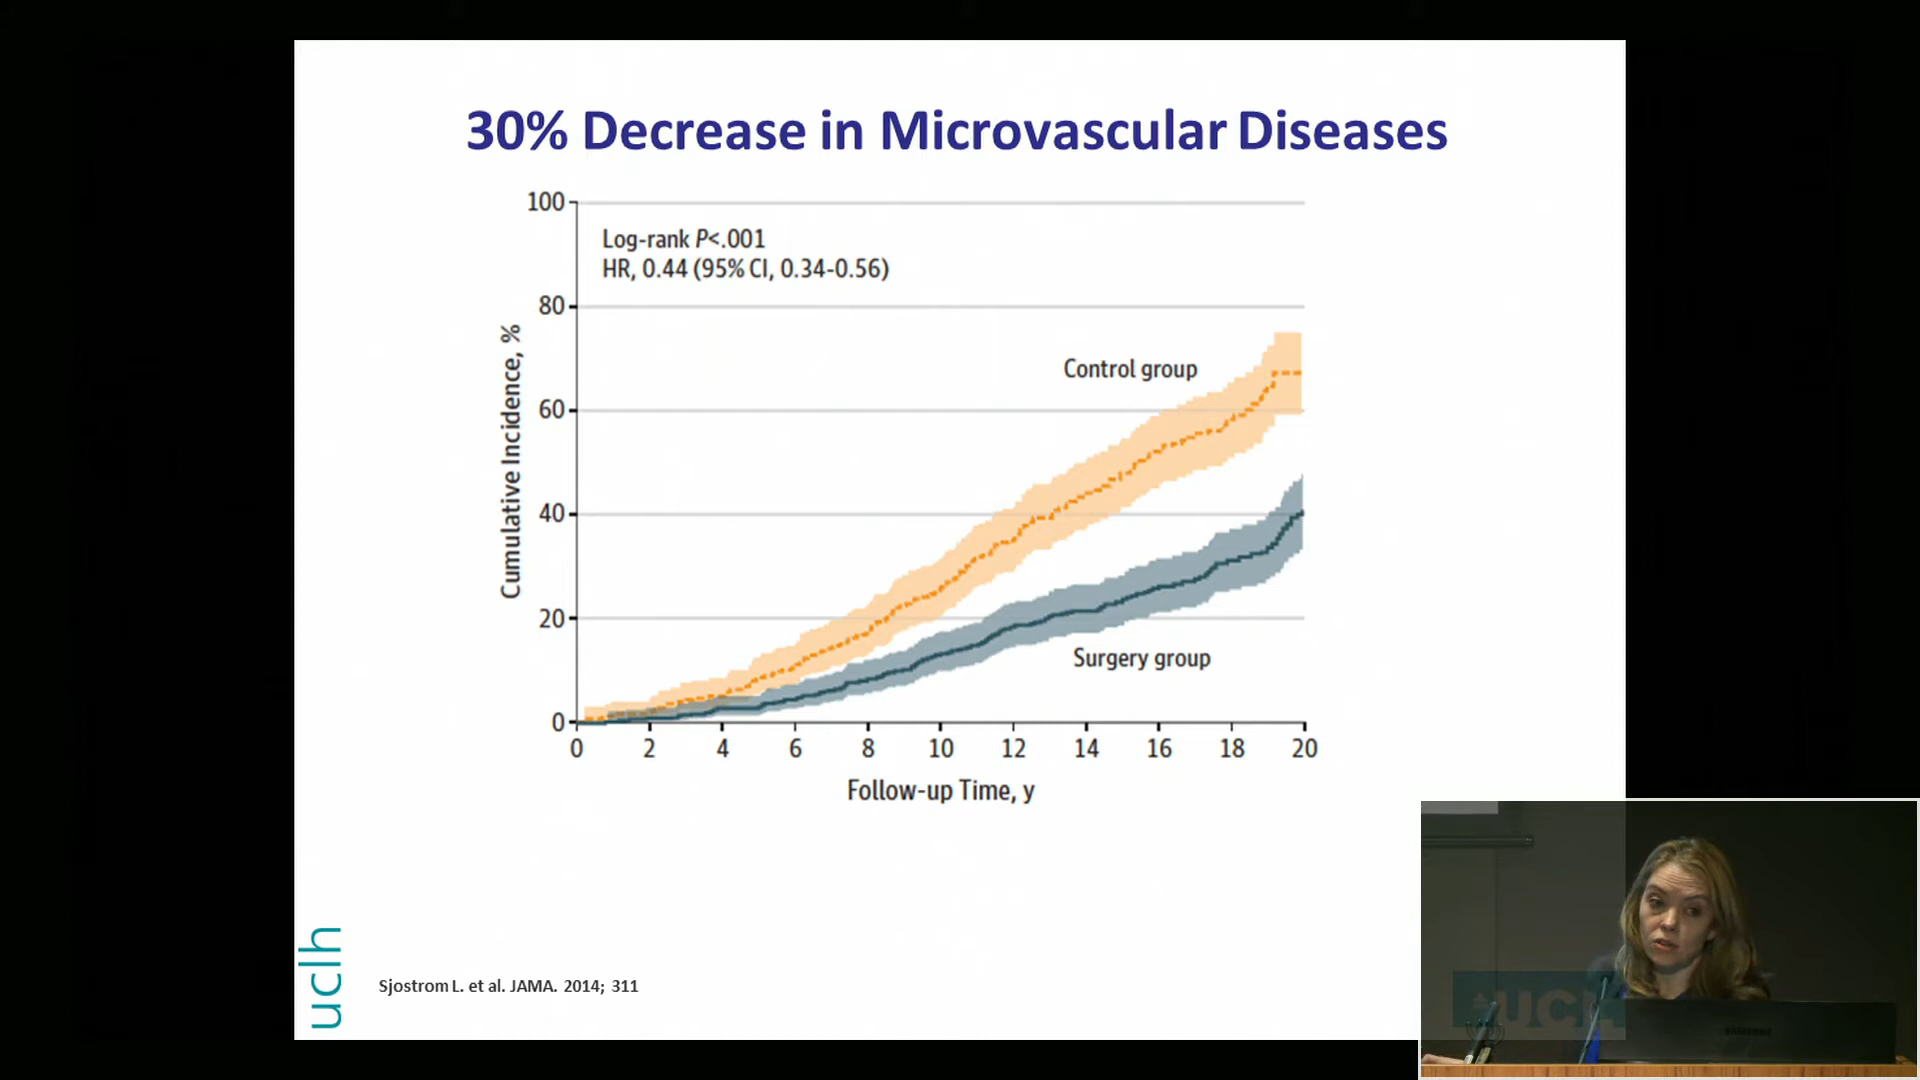 30% Decrease in Microvascular Diseases
100
Log-rank P<.001
HR, 0.44 (95% CI, 0.34-0.56)
80
Control group
60
Cumulative Incidence, %
40
20
Surgery group
0
0 2 4 6 8 10 12 14 16 18 20
Follow-up Time, y
uclh
Sjostrom L. et al. JAMA. 2014; 311
UCL
SAMSUNG